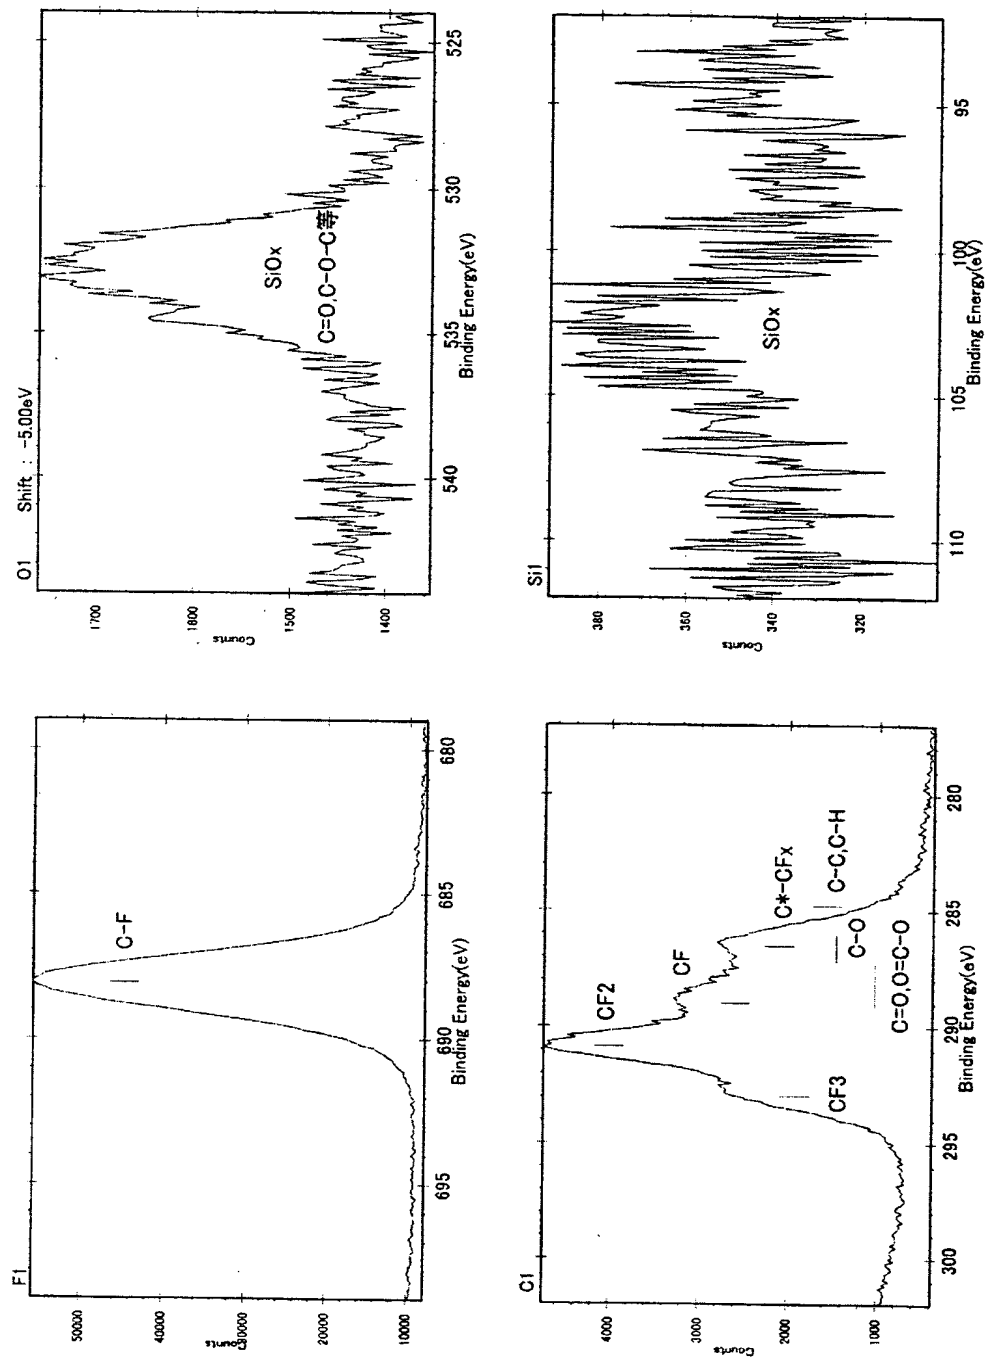 F1
50000
40000
30000
20000
10000
Counts
C-F
695
690
685
680
Binding Energy(eV)
O1
Shift : -5.00eV
1700
1500
1400
Counts
SiOx
C=O,C-O-C等
540
535
530
525
Binding Energy(eV)
C1
4000
3000
2000
1000
Counts
CF2
CF
C*-CFx
CF3
C-C,C-H
C-O
C=O,O=C-O
300
295
290
285
280
Binding Energy(eV)
Si1
380
360
340
320
Counts
SiOx
110
105
100
95
Binding Energy(eV)